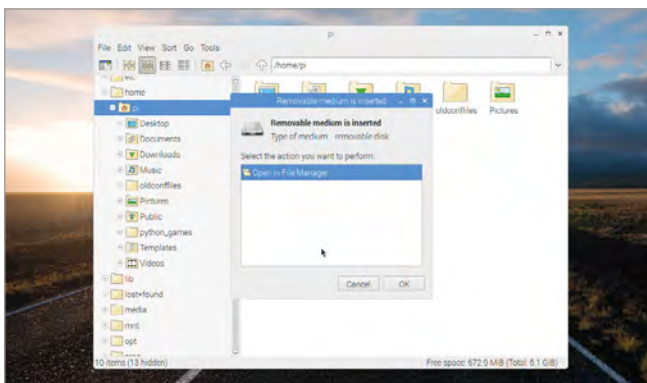 pi
File Edit View Sort Go Tools
/home/pi
etc
home
pi
Desktop
Documents
Downloads
Music
oldconffiles
Pictures
Public
python_games
Templates
Videos
lib
lost+found
media
mnt
opt
oldconffiles
Pictures
Removable medium is inserted
Removable medium is inserted
Type of medium: removable disk
Select the action you want to perform:
Open in File Manager
Cancel OK
10 items (13 hidden)
Free space: 672.9 MiB (Total: 6.1 GiB)